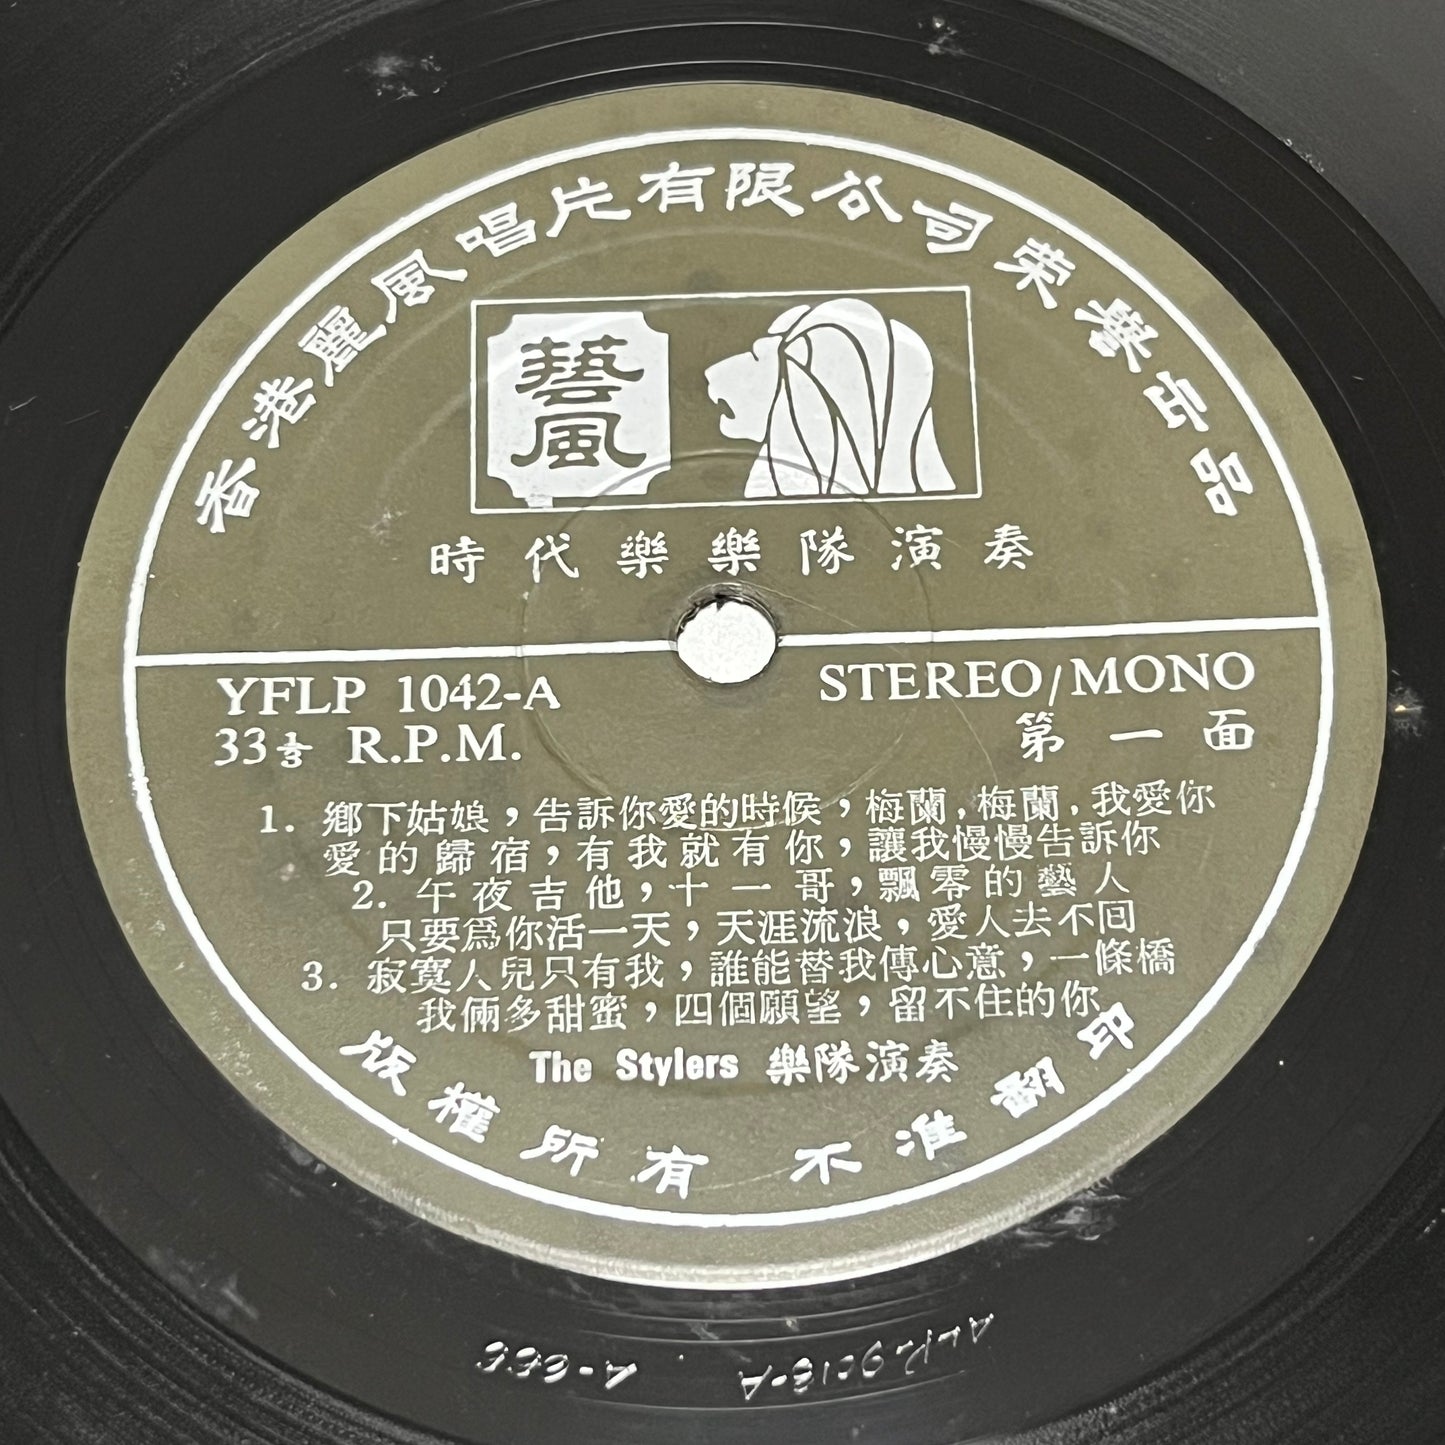 香港麗風唱片有限公司榮譽出品
藝風
時代樂樂隊演奏
YFLP 1042-A
STEREO/MONO
33⅓ R.P.M.
第一面
1. 鄉下姑娘，告訴你愛的時候，梅蘭，梅蘭，我愛你
愛的歸宿，有我就有你，讓我慢慢告訴你
2. 午夜吉他，十一哥，飄零的藝人
只要爲你活一天，天涯流浪，愛人去不囘
3. 寂寞人兒只有我，誰能替我傳心意，一條橋
我倆多甜蜜，四個願望，留不住的你
The Stylers 樂隊演奏
版權所有 不准翻印